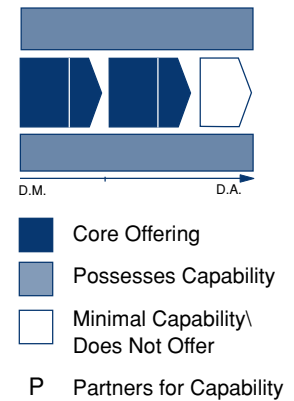 D.M. D.A.
Core Offering
Possesses Capability
Minimal Capability\
Does Not Offer
P Partners for Capability